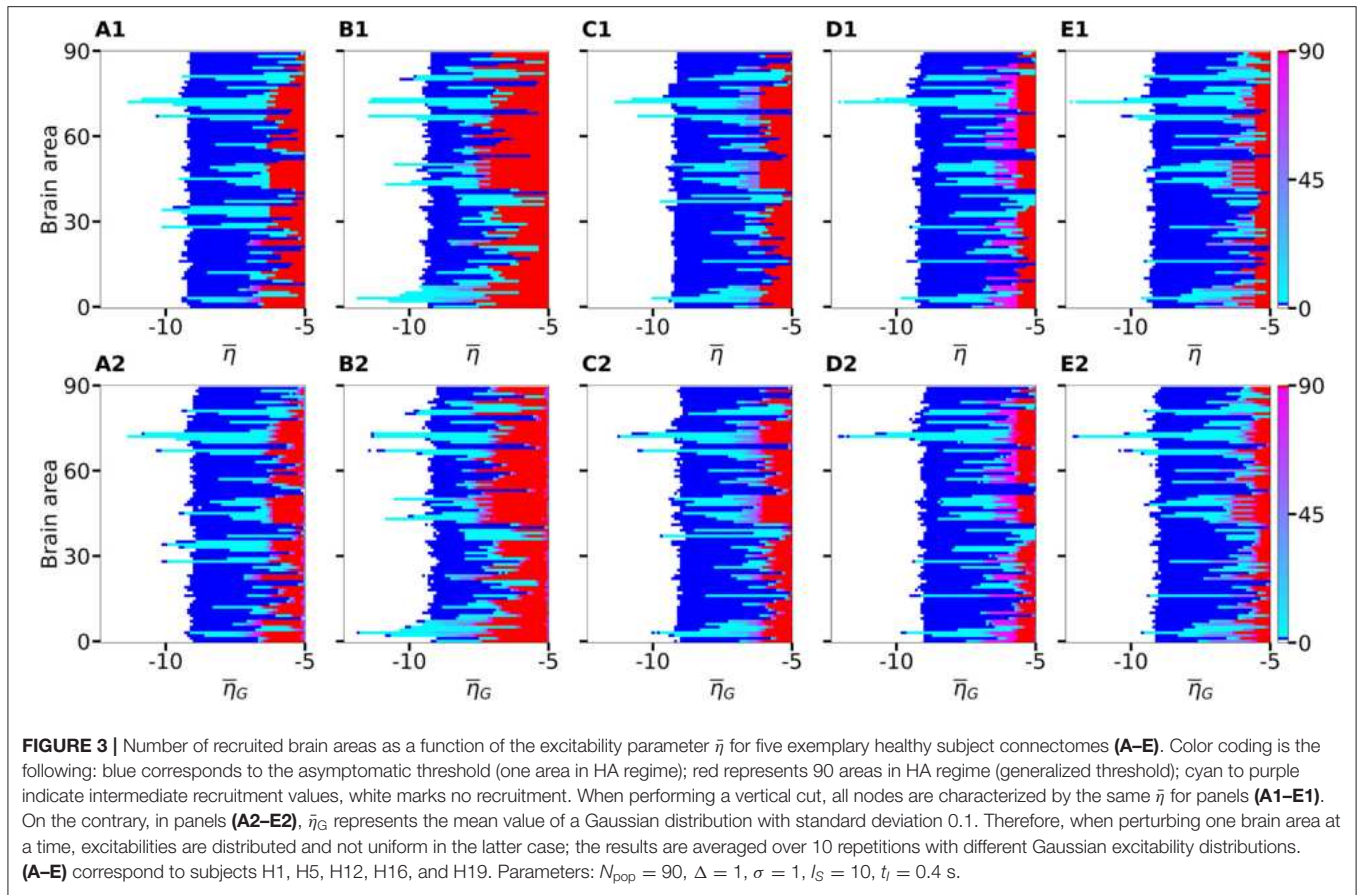 A1 B1 C1 D1 E1
90 90
60
Brain area
45
30
0 0
-10 -5 -10 -5 -10 -5 -10 -5 -10 -5
η̄ η̄ η̄ η̄ η̄
A2 B2 C2 D2 E2
90 90
60
Brain area
45
30
0 0
-10 -5 -10 -5 -10 -5 -10 -5 -10 -5
η̄G η̄G η̄G η̄G η̄G
FIGURE 3 | Number of recruited brain areas as a function of the excitability parameter η̄ for five exemplary healthy subject connectomes (A–E). Color coding is the
following: blue corresponds to the asymptomatic threshold (one area in HA regime); red represents 90 areas in HA regime (generalized threshold); cyan to purple
indicate intermediate recruitment values, white marks no recruitment. When performing a vertical cut, all nodes are characterized by the same η̄ for panels (A1–E1).
On the contrary, in panels (A2–E2), η̄G represents the mean value of a Gaussian distribution with standard deviation 0.1. Therefore, when perturbing one brain area at
a time, excitabilities are distributed and not uniform in the latter case; the results are averaged over 10 repetitions with different Gaussian excitability distributions.
(A–E) correspond to subjects H1, H5, H12, H16, and H19. Parameters: Npop = 90, Δ = 1, σ = 1, IS = 10, tI = 0.4 s.